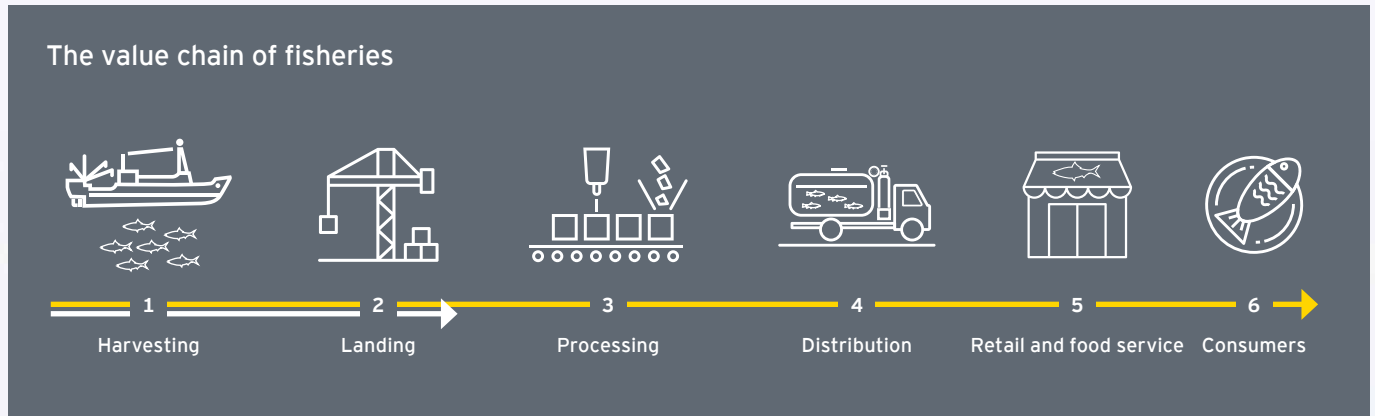 The value chain of fisheries
1
2
3
4
5
6
Harvesting
Landing
Processing
Distribution
Retail and food service
Consumers